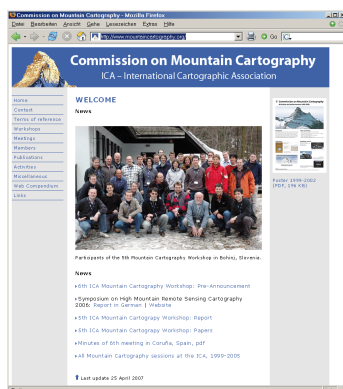 Commission on Mountain Cartography - Mozilla Firefox
Datei Bearbeiten Ansicht Gehe Lesezeichen Extras Hilfe
http://www.mountaincartography.org/
Go
Commission on Mountain Cartography
ICA – International Cartographic Association
Home
Contact
Terms of reference
Workshops
Meetings
Members
Publications
Activities
Miscellaneous
Web Compendium
Links
WELCOME
News
Participants of the 5th Mountain Cartography Workshop in Bohinj, Slovenia.
News
6th ICA Mountain Cartography Workshop: Pre-Announcement
Symposium on High Mountain Remote Sensing Cartography
2006: Report in German | Website
5th ICA Mountain Cartograpy Workshop: Report
5th ICA Mountain Cartograpy Workshop: Papers
Minutes of 6th meeting in Coruña, Spain, pdf
All Mountain Cartography sessions at the ICA, 1999-2005
Last update 25 April 2007
Poster 1999-2003
(PDF, 196 KB)